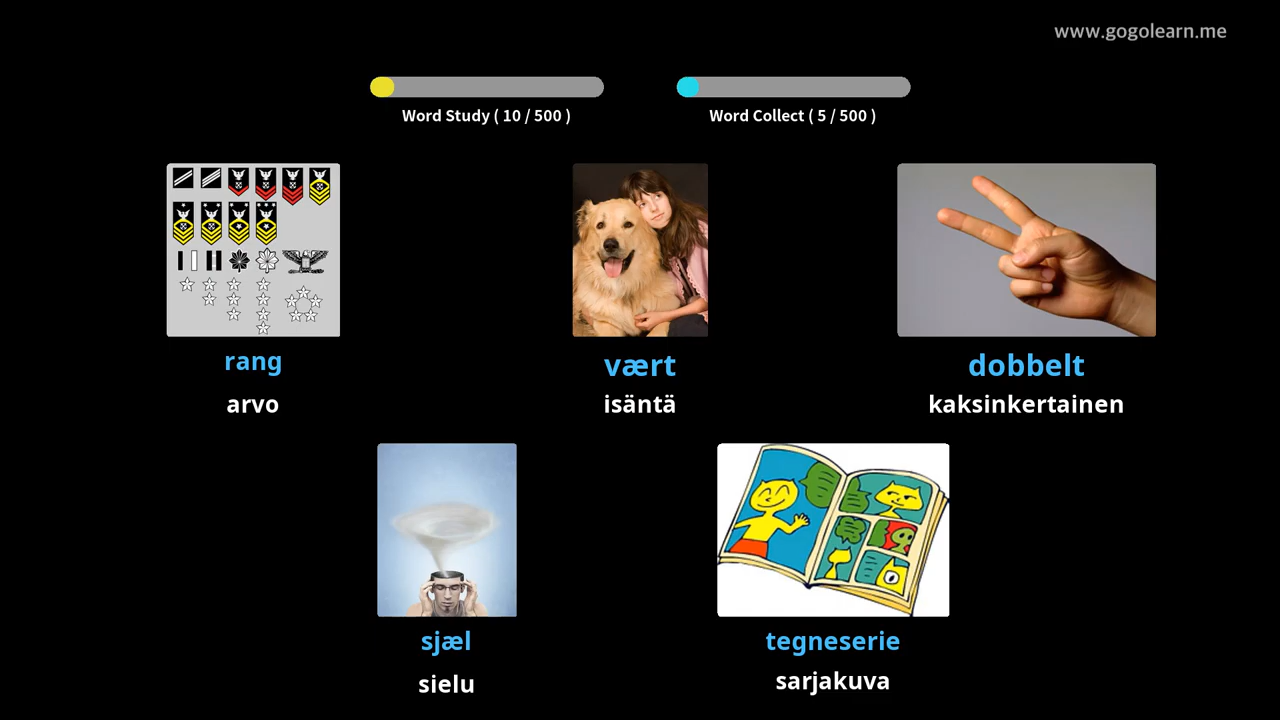 www.gogolearn.me
Word Study ( 10 / 500 )
Word Collect ( 5 / 500 )
rang
arvo
vært
isäntä
dobbelt
kaksinkertainen
sjæl
sielu
tegneserie
sarjakuva